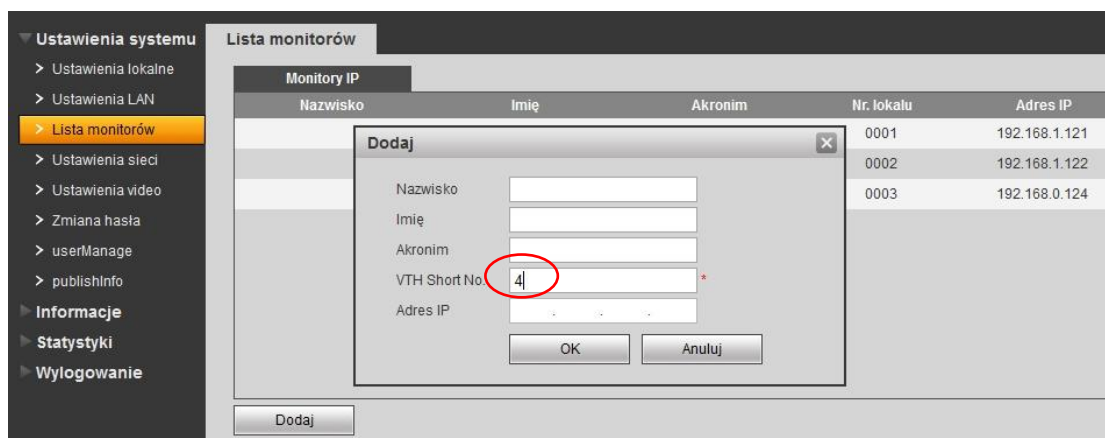 Ustawienia systemu
> Ustawienia lokalne
> Ustawienia LAN
> Lista monitorów
> Ustawienia sieci
> Ustawienia video
> Zmiana hasła
> userManage
> publishInfo
Informacje
Statystyki
Wylogowanie
Lista monitorów
Monitory IP
Nazwisko Imię Akronim Nr. lokalu Adres IP
0001 192.168.1.121
0002 192.168.1.122
0003 192.168.0.124
Dodaj
Nazwisko
Imię
Akronim
VTH Short No. 4 *
Adres IP . . .
OK Anuluj
Dodaj